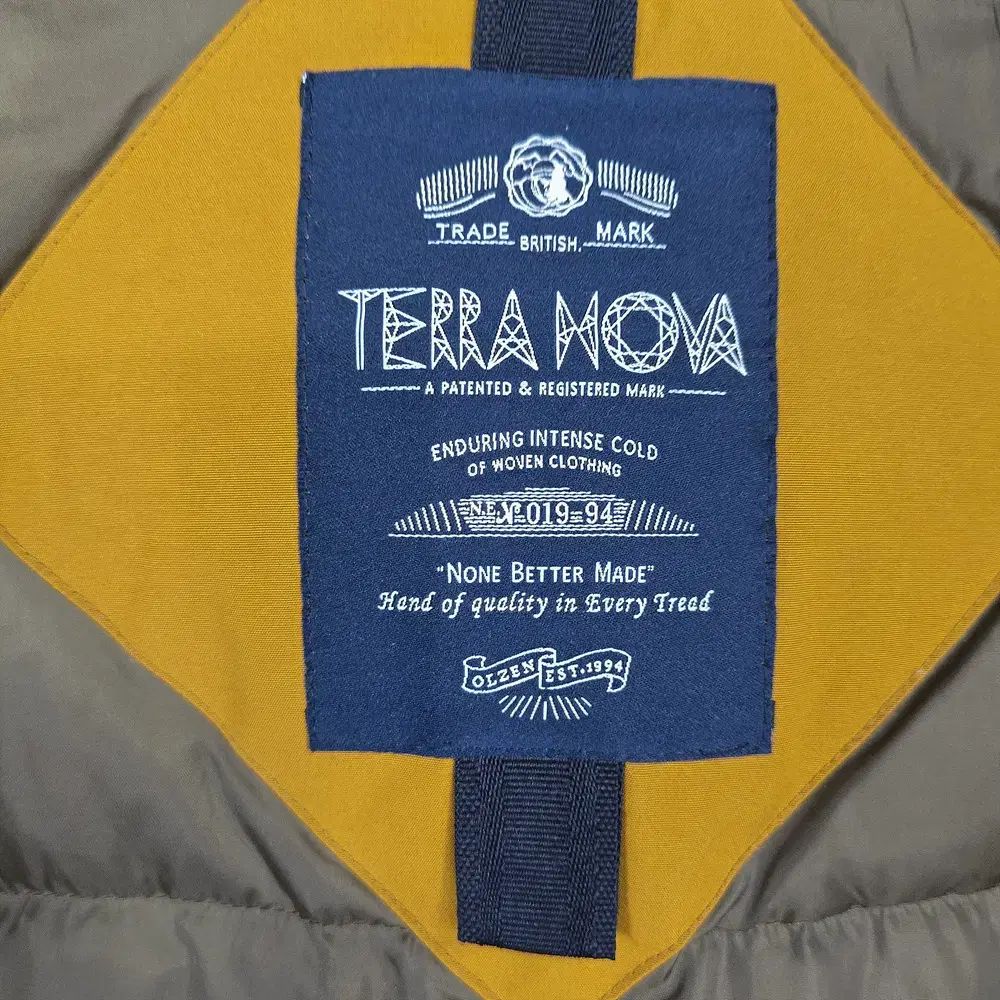 TRADE BRITISH. MARK
TERRA NOVA
A PATENTED & REGISTERED MARK
ENDURING INTENSE COLD
OF WOVEN CLOTHING
N.E. 019-94
"NONE BETTER MADE"
Hand of quality in Every Tread
OLZEN EST.1994